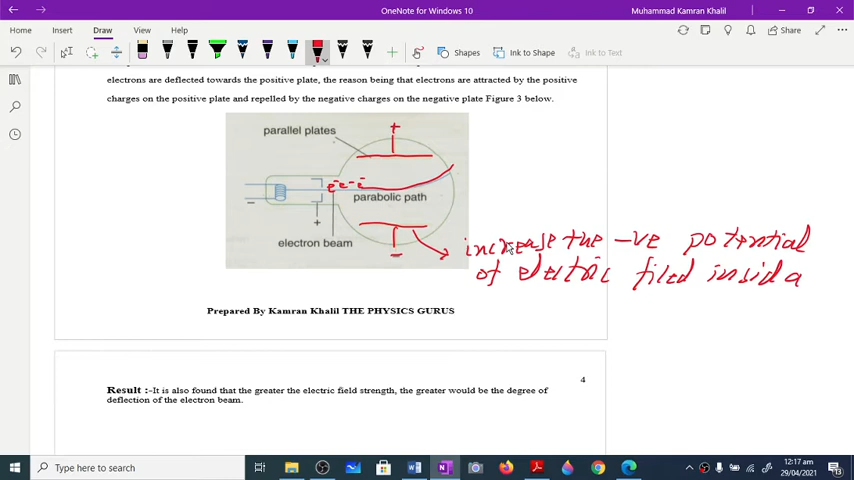 OneNote for Windows 10
Muhammad Kamran Khalil
Home Insert Draw View Help
Share
Shapes Ink to Shape Ink to Text
electrons are deflected towards the positive plate, the reason being that electrons are attracted by the positive
charges on the positive plate and repelled by the negative charges on the negative plate Figure 3 below.
parallel plates
+
e- e- e-
parabolic path
−
+
electron beam
−
increase the -ve potential
of electric filed insid a
Prepared By Kamran Khalil THE PHYSICS GURUS
4
Result :-It is also found that the greater the electric field strength, the greater would be the degree of
deflection of the electron beam.
Type here to search
12:17 am
29/04/2021